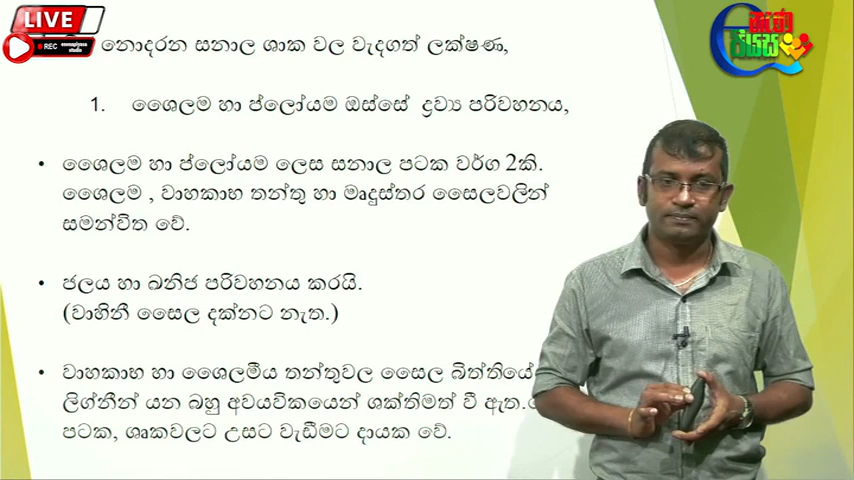 LIVE
REC
නොදරන සනාල ශාක වල වැදගත් ලක්ෂණ,
1. ශෛලම හා ප්ලෝයම ඔස්සේ ද්‍රව්‍ය පරිවහනය,
• ශෛලම හා ප්ලෝයම ලෙස සනාල පටක වර්ග 2කි.
ශෛලම , වාහකාභ තන්තු හා මෘදුස්තර සෛලවලින්
සමන්විත වේ.
• ජලය හා ඛනිජ පරිවහනය කරයි.
(වාහිනී සෛල දක්නට නැත.)
• වාහකාභ හා ශෛලමීය තන්තුවල සෛල බිත්තියේ
ලිග්නීන් යන බහු අවයවිකයෙන් ශක්තිමත් වී ඇත.
පටක, ශෘකවලට උසට වැඩීමට දායක වේ.